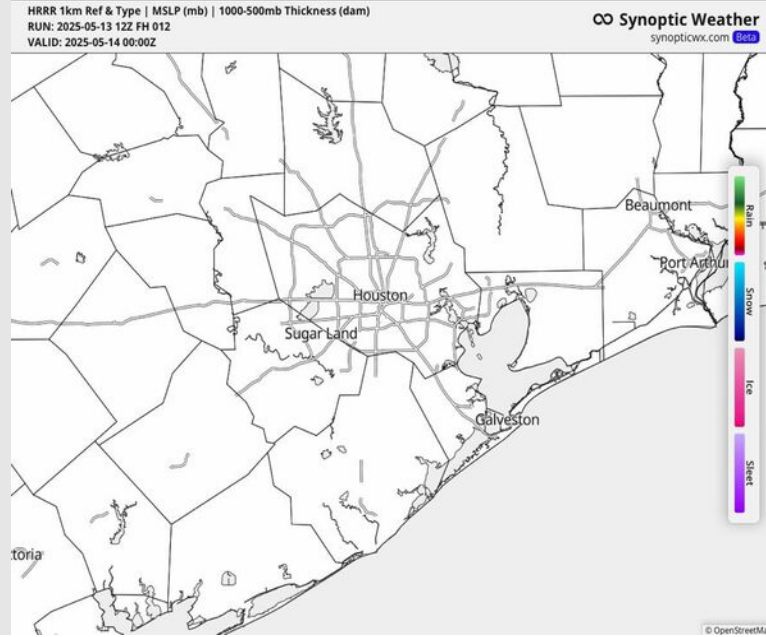 HRRR 1km Ref & Type | MSLP (mb) | 1000-500mb Thickness (dam)
RUN: 2025-05-13 12Z FH 012
VALID: 2025-05-14 00:00Z
Synoptic Weather
synopticwx.com Beta
Beaumont
Port Arthur
Houston
Sugar Land
Galveston
toria
Rain
Snow
Ice
Sleet
© OpenStreetMa